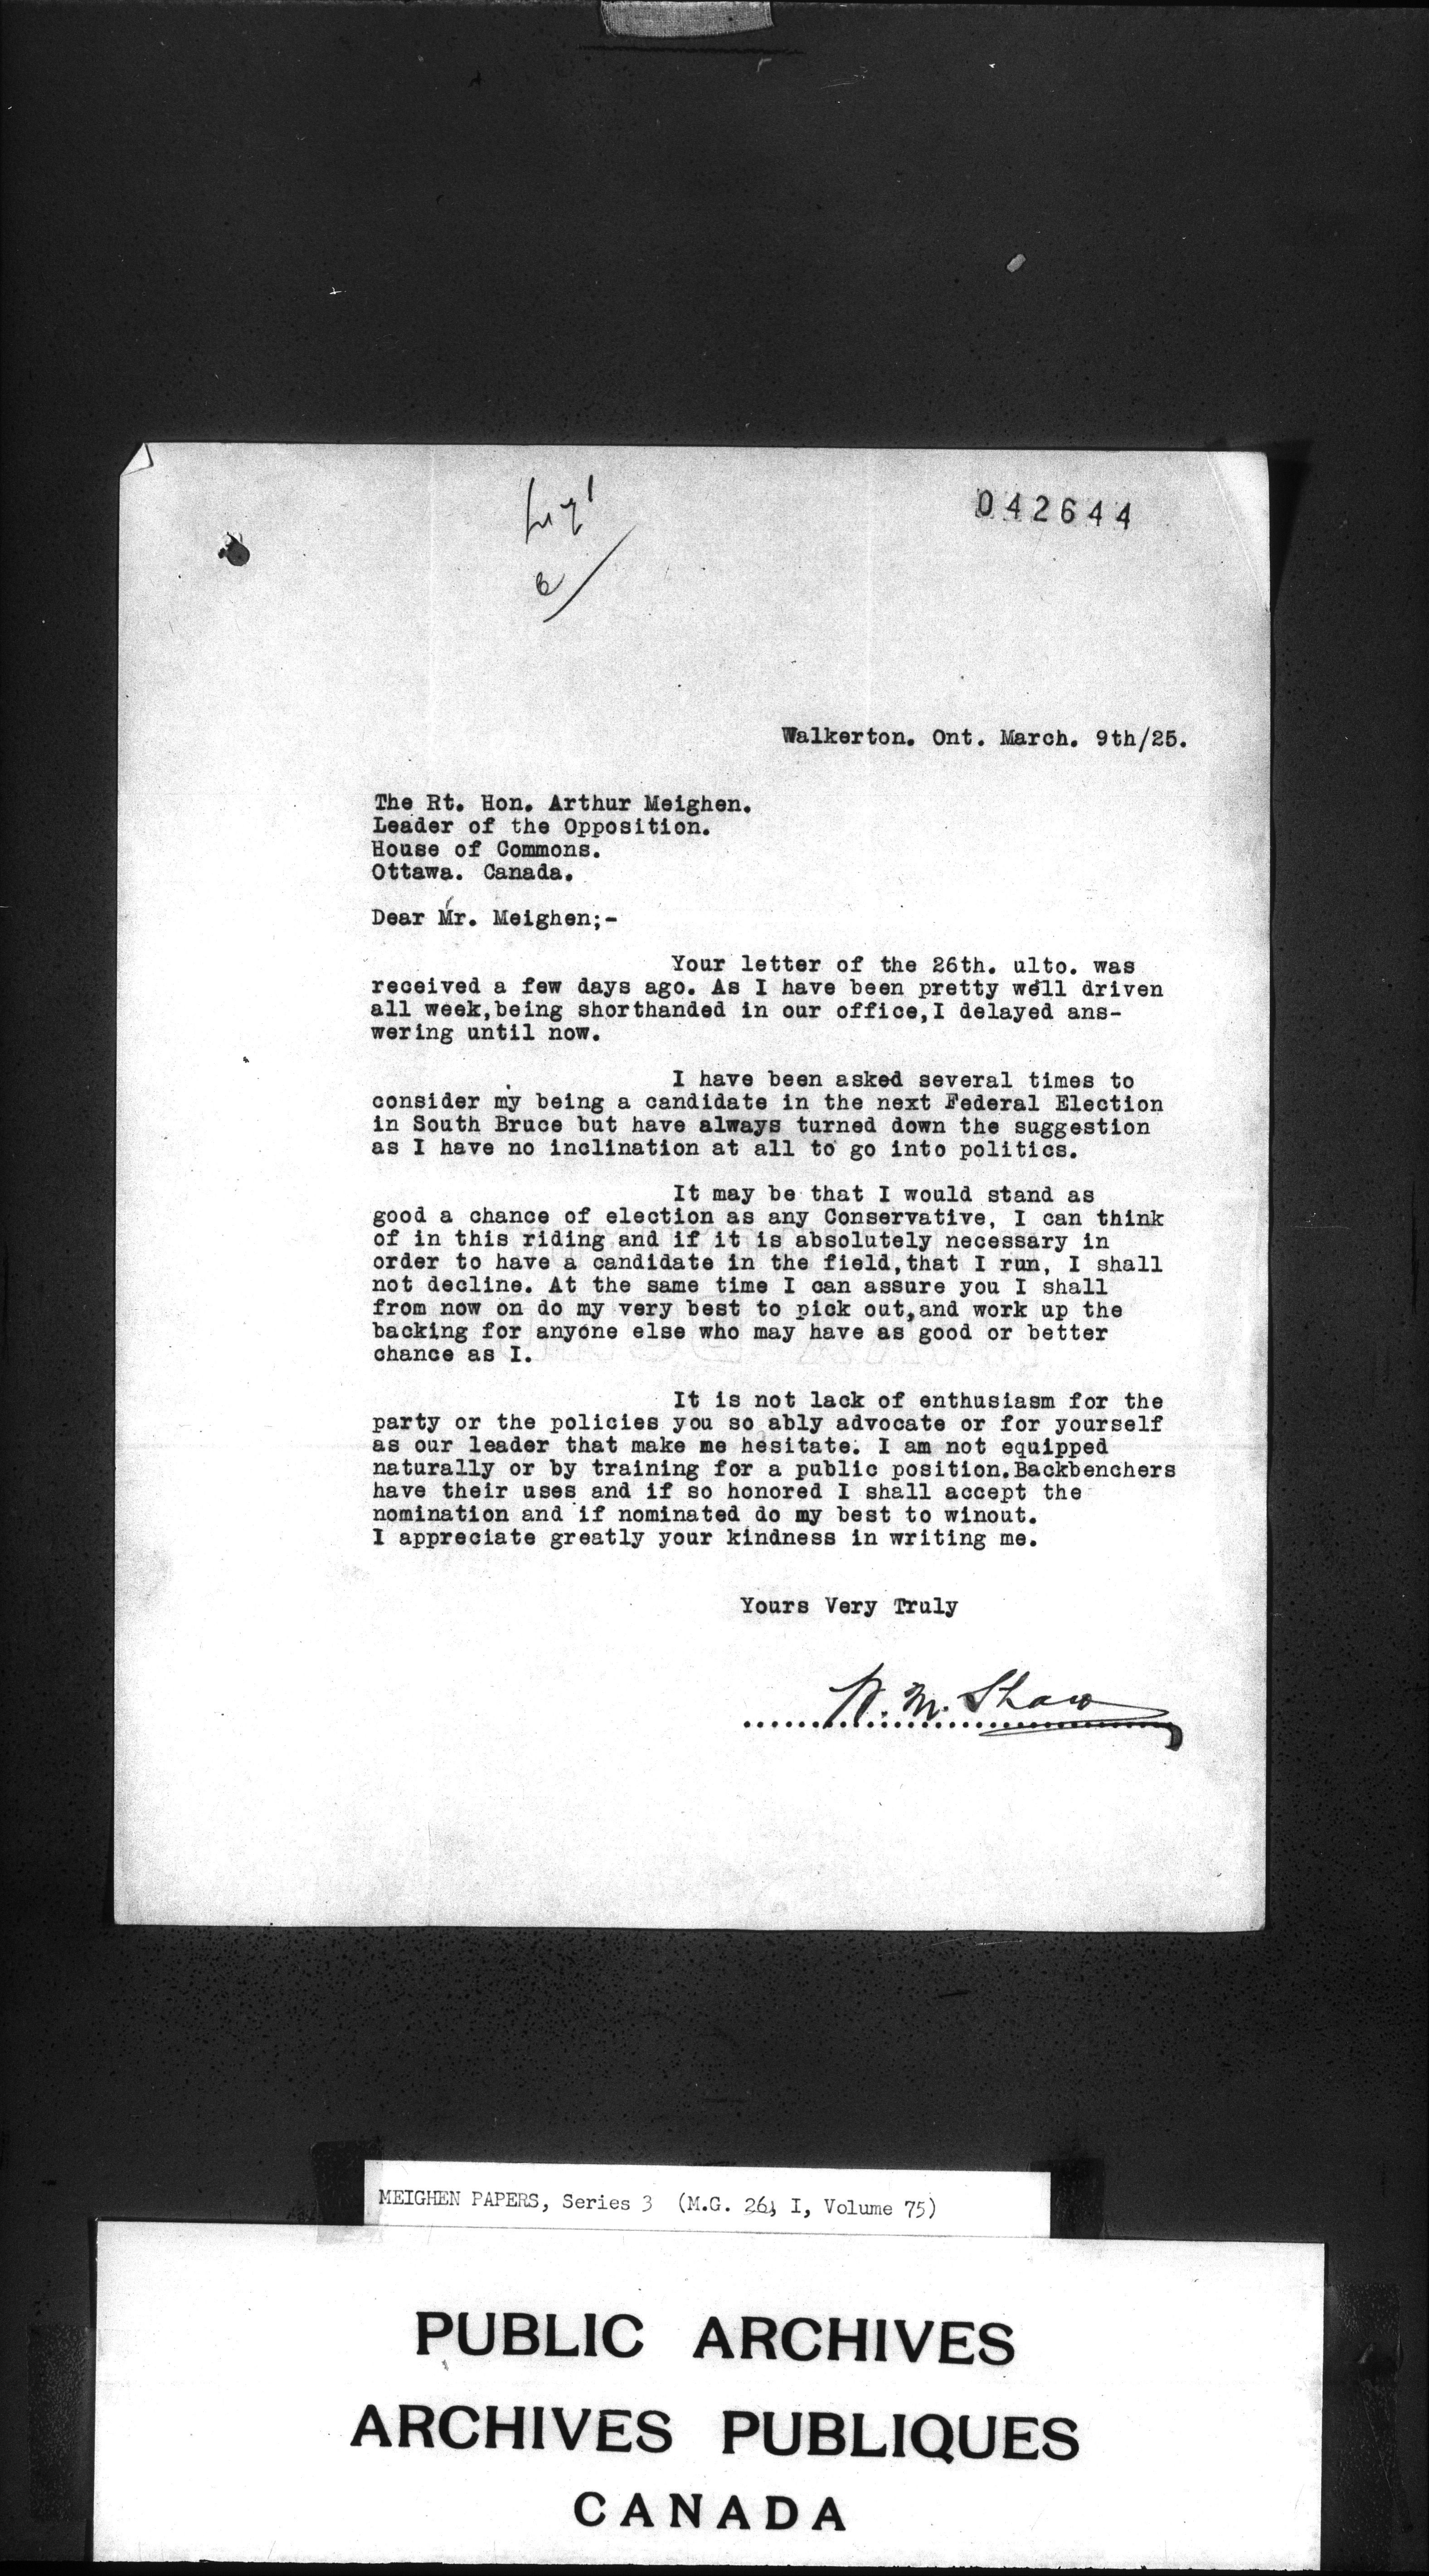 042644
Walkerton. Ont. March. 9th/25.
The Rt. Hon. Arthur Meighen.
Leader of the Opposition.
House of Commons.
Ottawa. Canada.
Dear Mr. Meighen;-
Your letter of the 26th. ulto. was
received a few days ago. As I have been pretty well driven
all week,being shorthanded in our office,I delayed ans-
wering until now.
I have been asked several times to
consider my being a candidate in the next Federal Election
in South Bruce but have always turned down the suggestion
as I have no inclination at all to go into politics.
It may be that I would stand as
good a chance of election as any Conservative, I can think
of in this riding and if it is absolutely necessary in
order to have a candidate in the field,that I run, I shall
not decline. At the same time I can assure you I shall
from now on do my very best to pick out,and work up the
backing for anyone else who may have as good or better
chance as I.
It is not lack of enthusiasm for the
party or the policies you so ably advocate or for yourself
as our leader that make me hesitate. I am not equipped
naturally or by training for a public position.Backbenchers
have their uses and if so honored I shall accept the
nomination and if nominated do my best to winout.
I appreciate greatly your kindness in writing me.
Yours Very Truly
M. Shaw
MEIGHEN PAPERS, Series 3 (M.G. 26, I, Volume 75)
PUBLIC ARCHIVES
ARCHIVES PUBLIQUES
CANADA